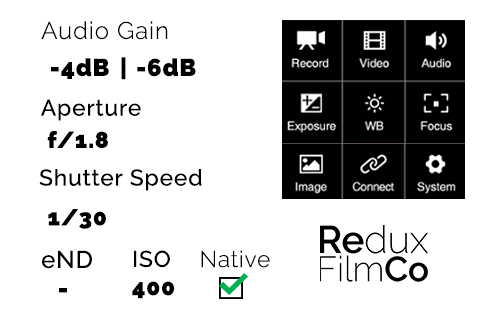 Audio Gain
-4dB | -6dB
Aperture
f/1.8
Shutter Speed
1/30
eND ISO Native
- 400
Record Video Audio
Exposure WB Focus
Image Connect System
Redux
FilmCo